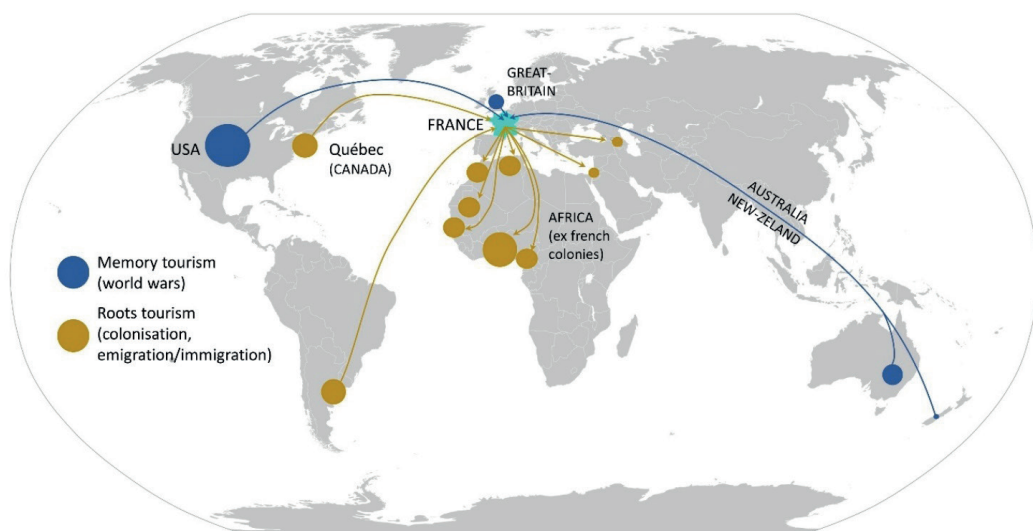 GREAT-
BRITAIN
FRANCE
USA
Québec
(CANADA)
AUSTRALIA
NEW-ZELAND
AFRICA
(ex french
colonies)
Memory tourism
(world wars)
Roots tourism
(colonisation,
emigration/immigration)